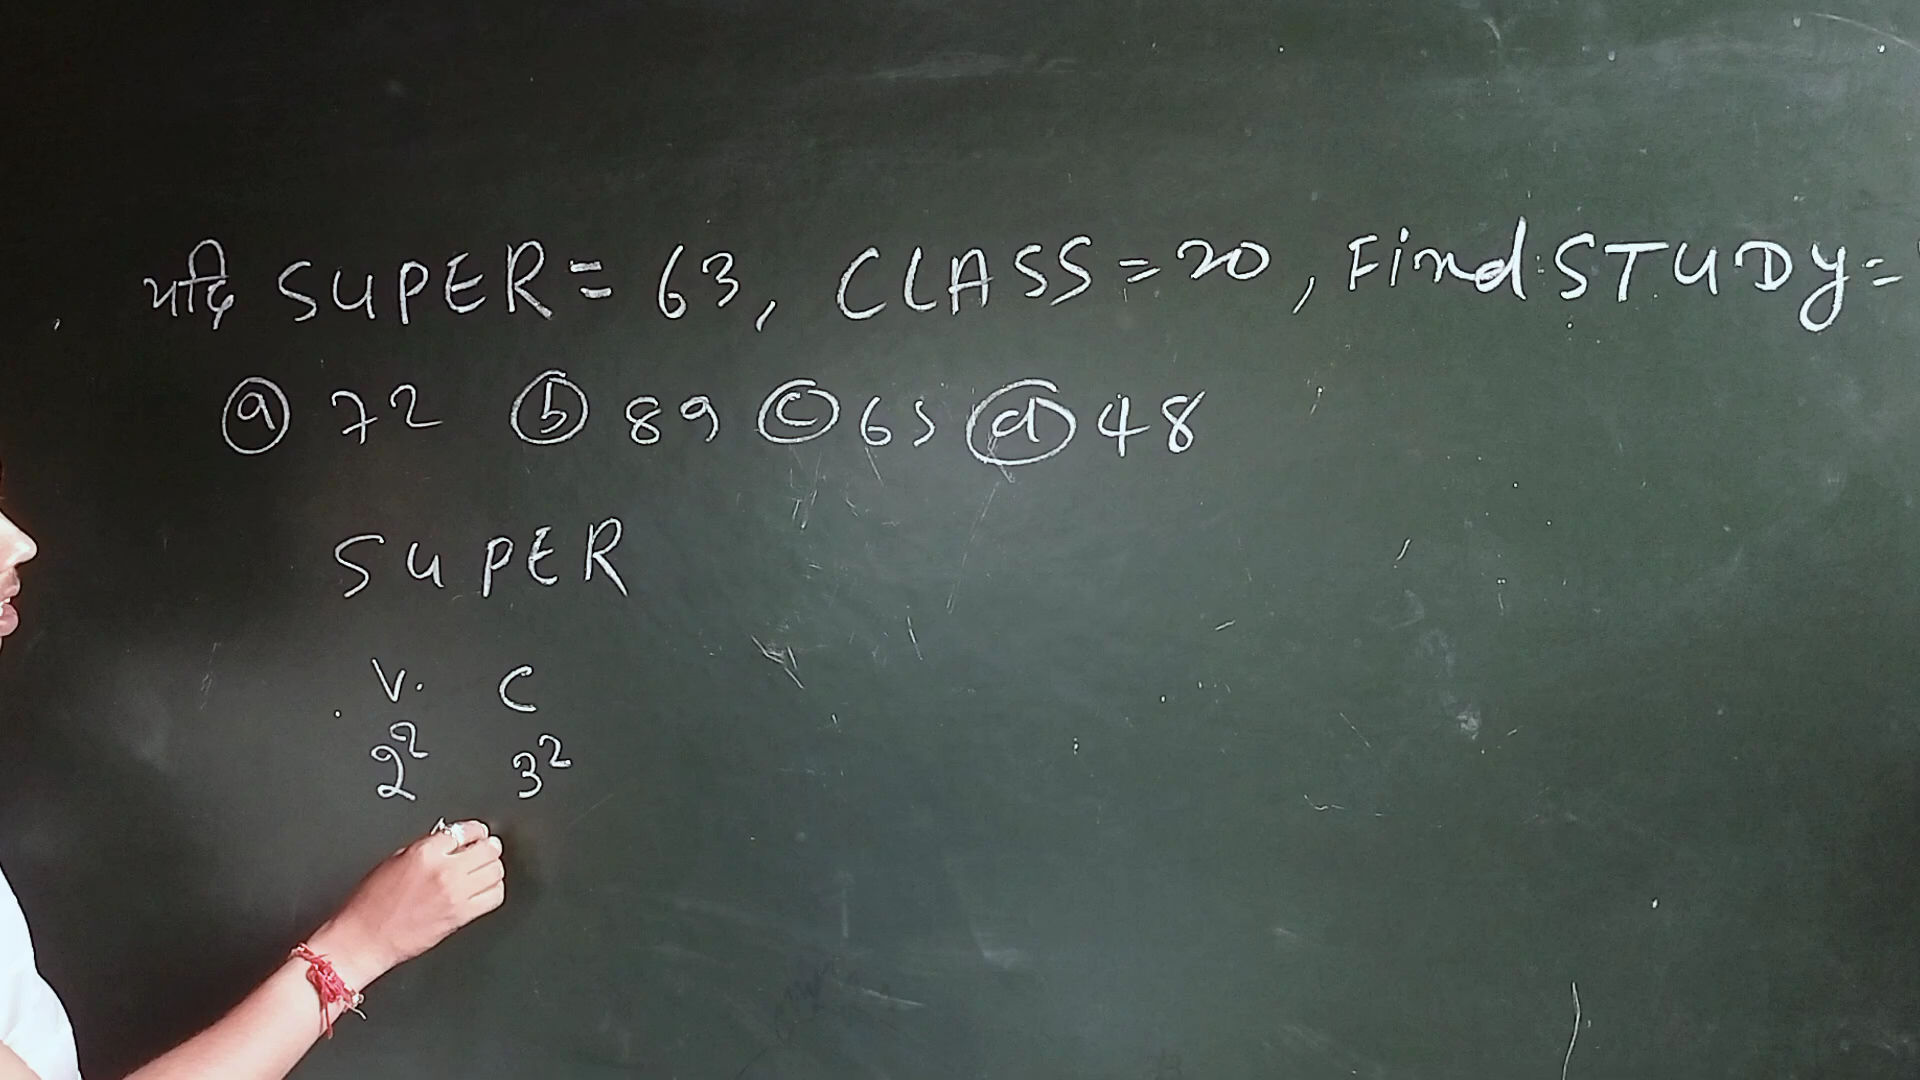 यदि SUPER = 63, CLASS = 20, Find: STUDY =
ⓐ 72 ⓑ 89 ⓒ 65 ⓓ 48
SUPER
V. C
2² 3²